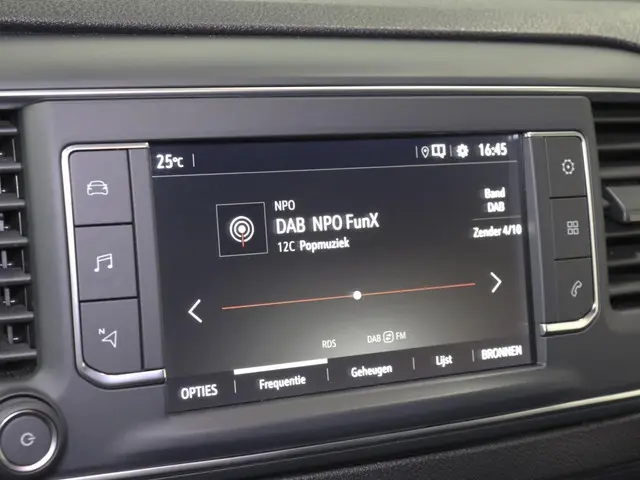 25°C
16:45
NPO
DAB NPO FunX
12C Popmuziek
Band
DAB
Zender 4/10
RDS
DAB FM
OPTIES
Frequentie
Geheugen
Lijst
BRONNEN
N